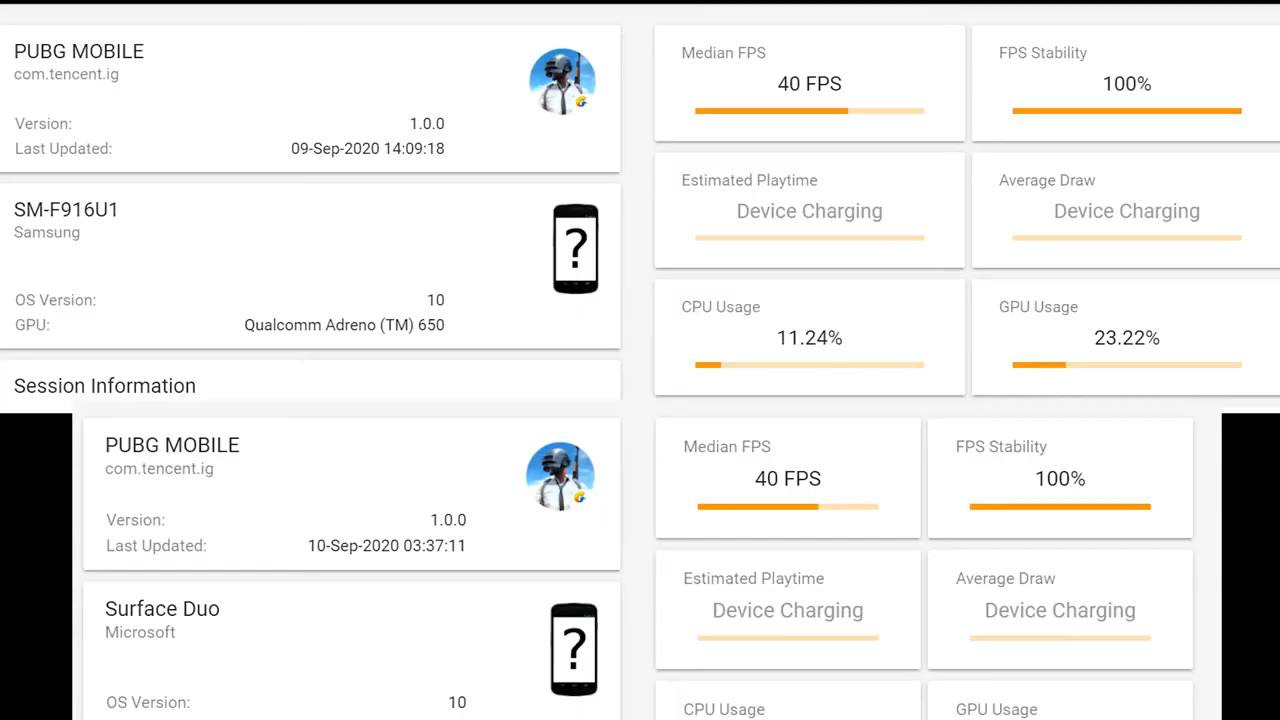 PUBG MOBILE
com.tencent.ig
Version: 1.0.0
Last Updated: 09-Sep-2020 14:09:18
SM-F916U1
Samsung
?
OS Version: 10
GPU: Qualcomm Adreno (TM) 650
Session Information
Median FPS
40 FPS
FPS Stability
100%
Estimated Playtime
Device Charging
Average Draw
Device Charging
CPU Usage
11.24%
GPU Usage
23.22%
PUBG MOBILE
com.tencent.ig
Version: 1.0.0
Last Updated: 10-Sep-2020 03:37:11
Surface Duo
Microsoft
?
OS Version: 10
Median FPS
40 FPS
FPS Stability
100%
Estimated Playtime
Device Charging
Average Draw
Device Charging
CPU Usage
GPU Usage